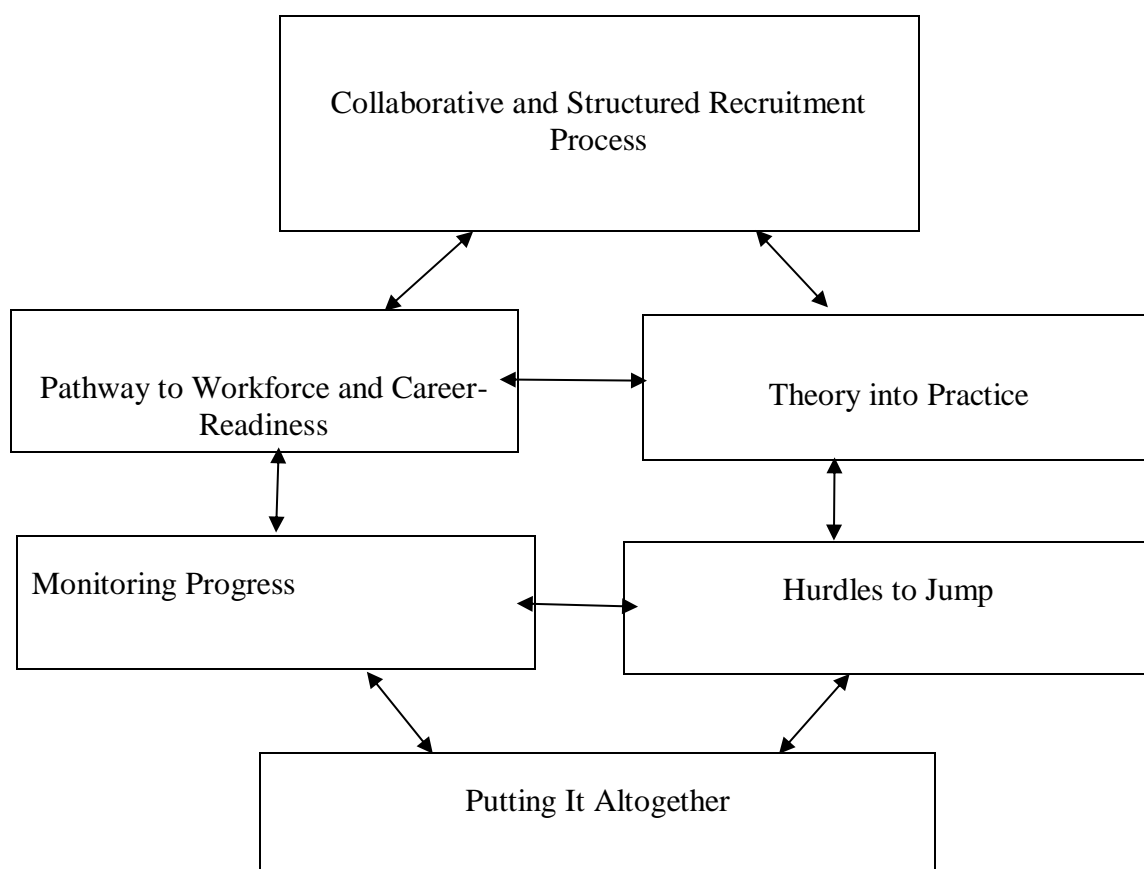 Collaborative and Structured Recruitment
Process
Pathway to Workforce and Career-
Readiness
Theory into Practice
Monitoring Progress
Hurdles to Jump
Putting It Altogether